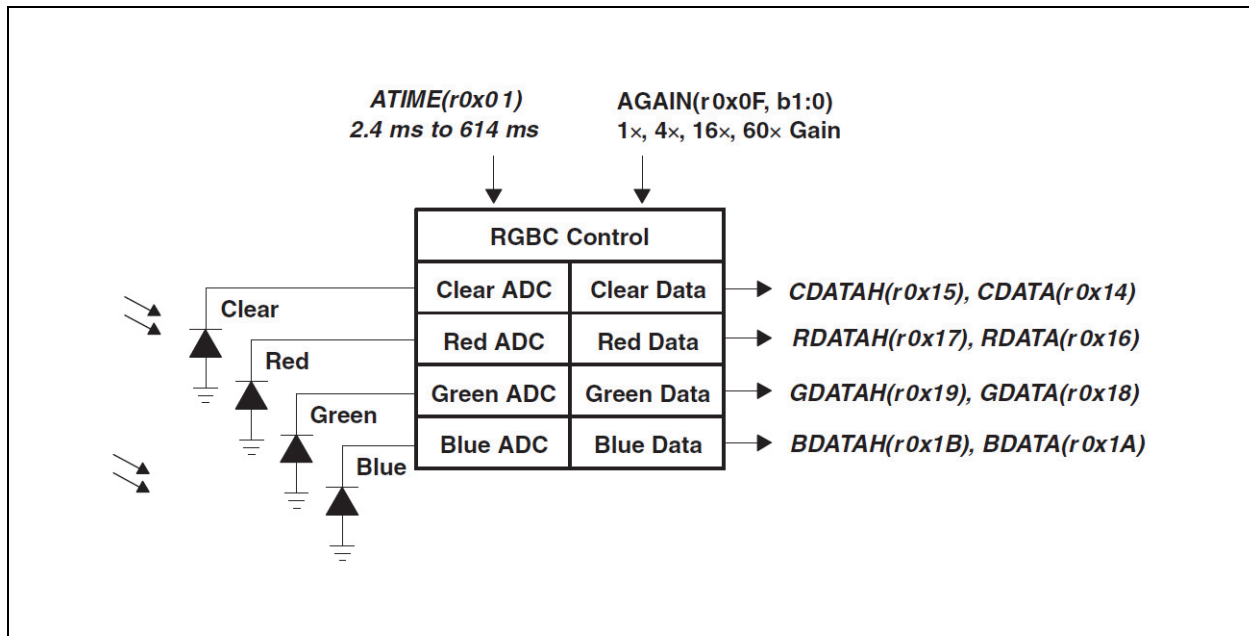 ATIME(r0x01)
2.4 ms to 614 ms
AGAIN(r0x0F, b1:0)
1×, 4×, 16×, 60× Gain
RGBC Control
Clear
Clear ADC
Clear Data
CDATAH(r0x15), CDATA(r0x14)
Red
Red ADC
Red Data
RDATAH(r0x17), RDATA(r0x16)
Green
Green ADC
Green Data
GDATAH(r0x19), GDATA(r0x18)
Blue
Blue ADC
Blue Data
BDATAH(r0x1B), BDATA(r0x1A)